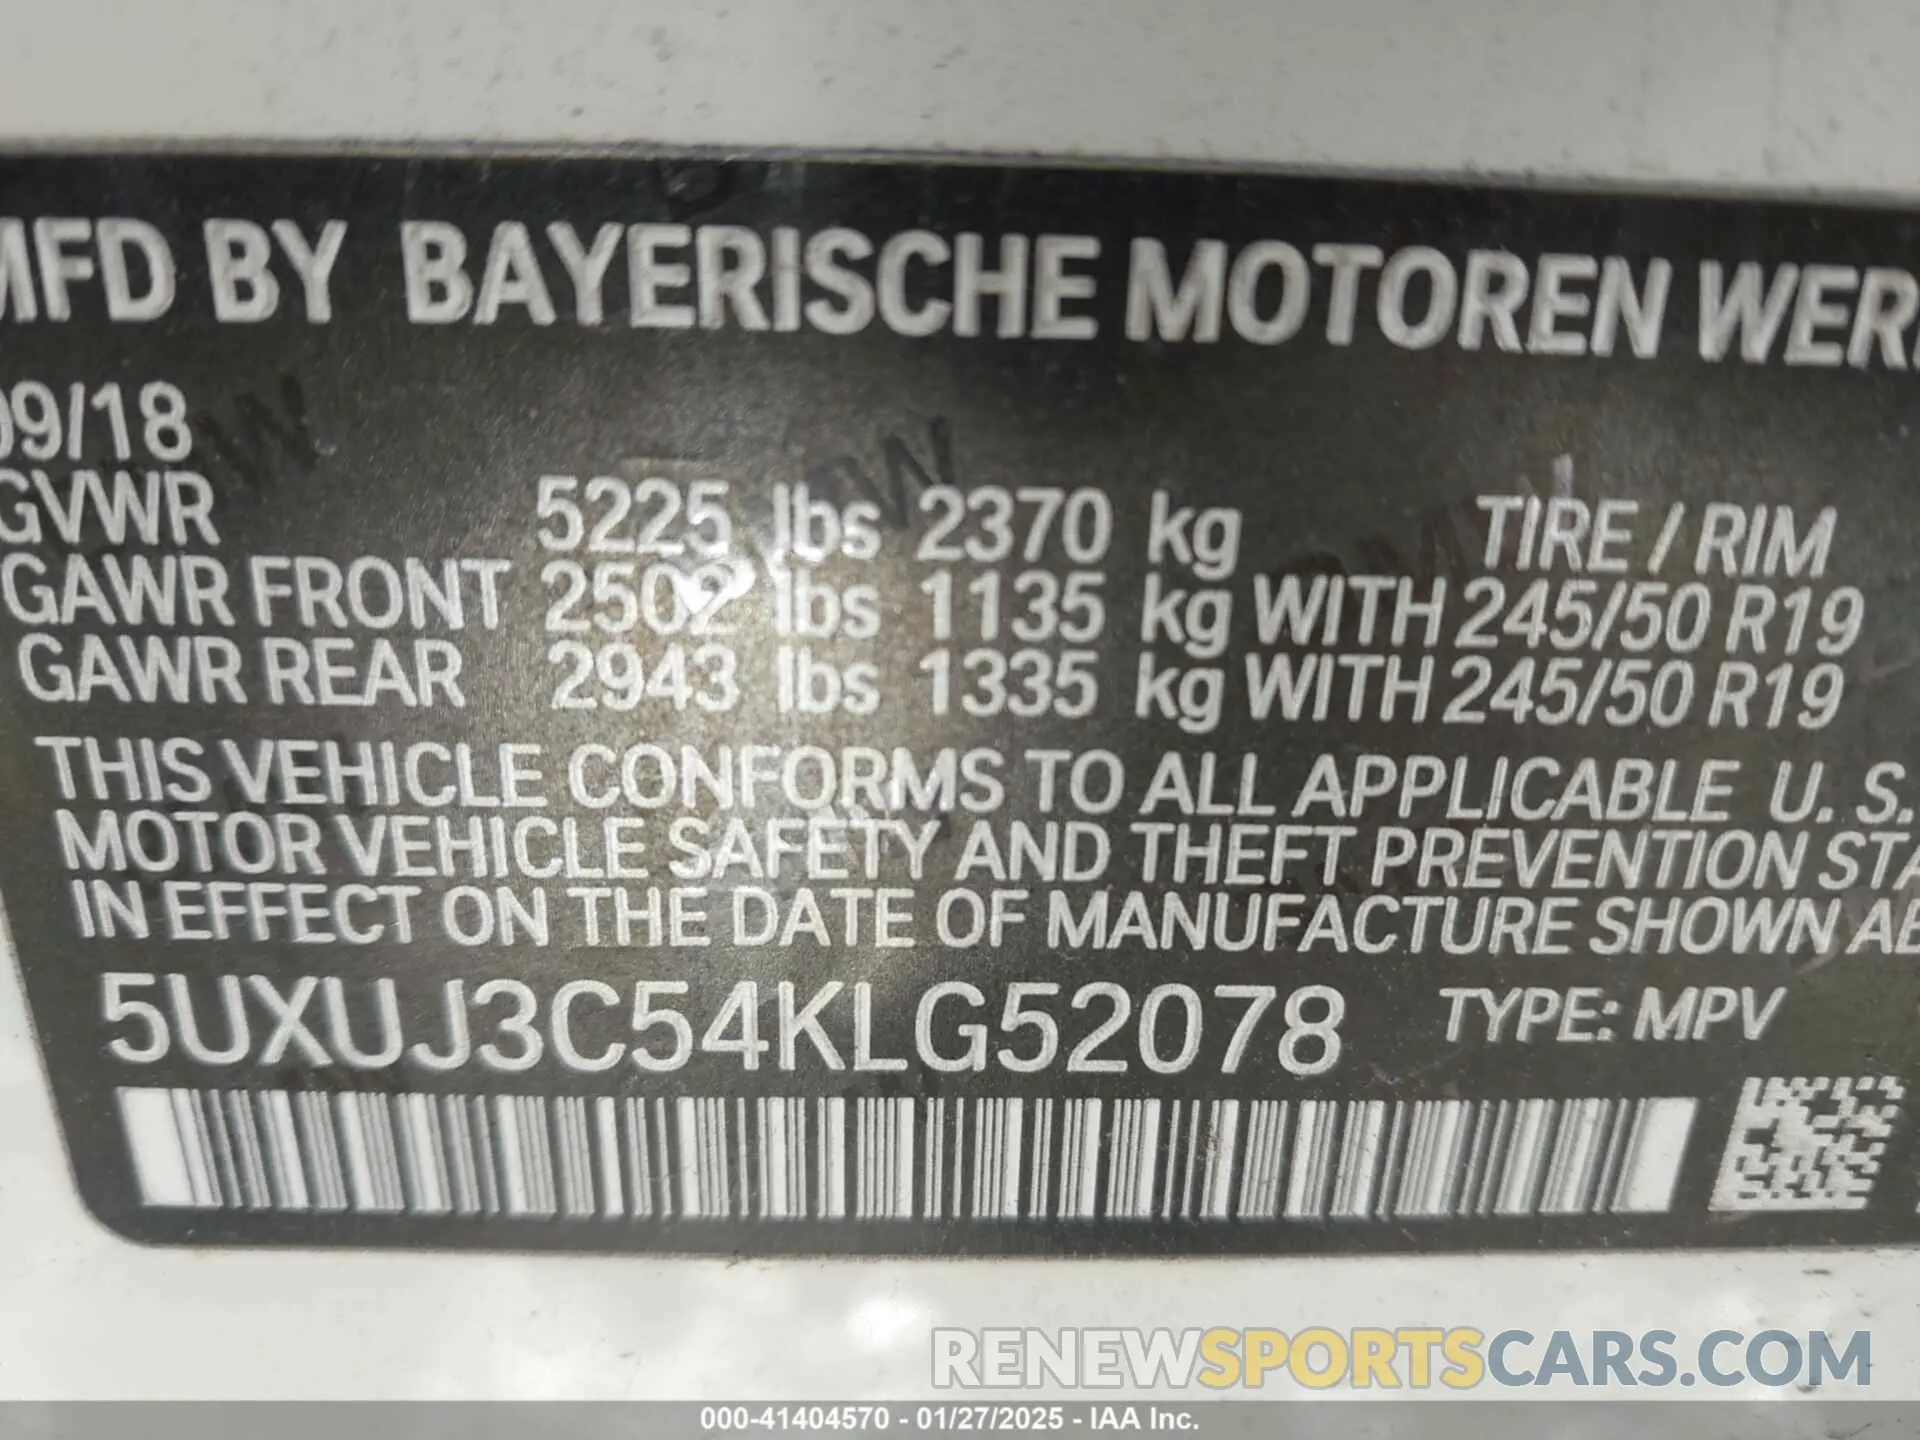 MFD BY BAYERISCHE MOTOREN WER
09/18
GVWR 5225 lbs 2370 kg TIRE / RIM
GAWR FRONT 2502 lbs 1135 kg WITH 245/50 R19
GAWR REAR 2943 lbs 1335 kg WITH 245/50 R19
THIS VEHICLE CONFORMS TO ALL APPLICABLE U. S.
MOTOR VEHICLE SAFETY AND THEFT PREVENTION STA
IN EFFECT ON THE DATE OF MANUFACTURE SHOWN AB
5UXUJ3C54KLG52078 TYPE: MPV
RENEWSPORTSCARS.COM
000-41404570 - 01/27/2025 - IAA Inc.